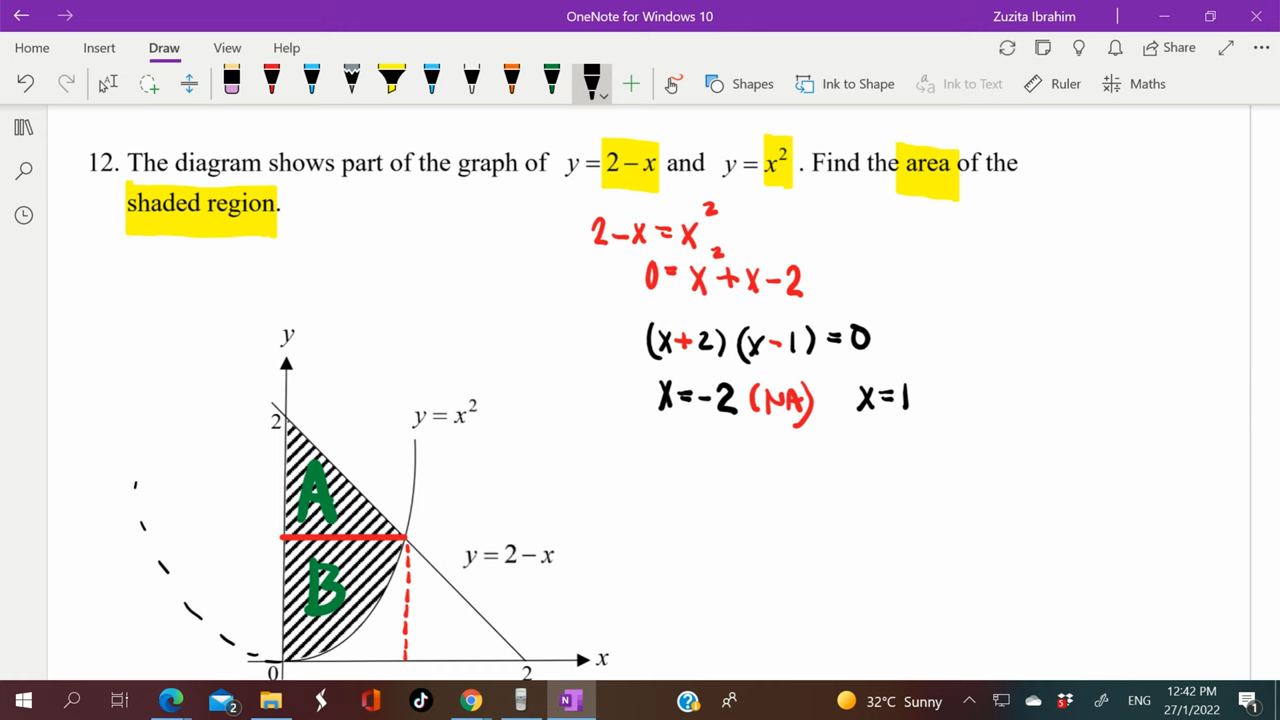 OneNote for Windows 10
Zuzita Ibrahim
Home Insert Draw View Help
Share
Shapes Ink to Shape Ink to Text Ruler Maths
12. The diagram shows part of the graph of y = 2 − x and y = x² . Find the area of the
shaded region.
2 − x = x²
0 = x² + x − 2
(x + 2) (x − 1) = 0
x = −2 (NA) x = 1
y
2
y = x²
A
y = 2 − x
B
0
2
x
2
S
32°C Sunny
ENG
12:42 PM
27/1/2022
1